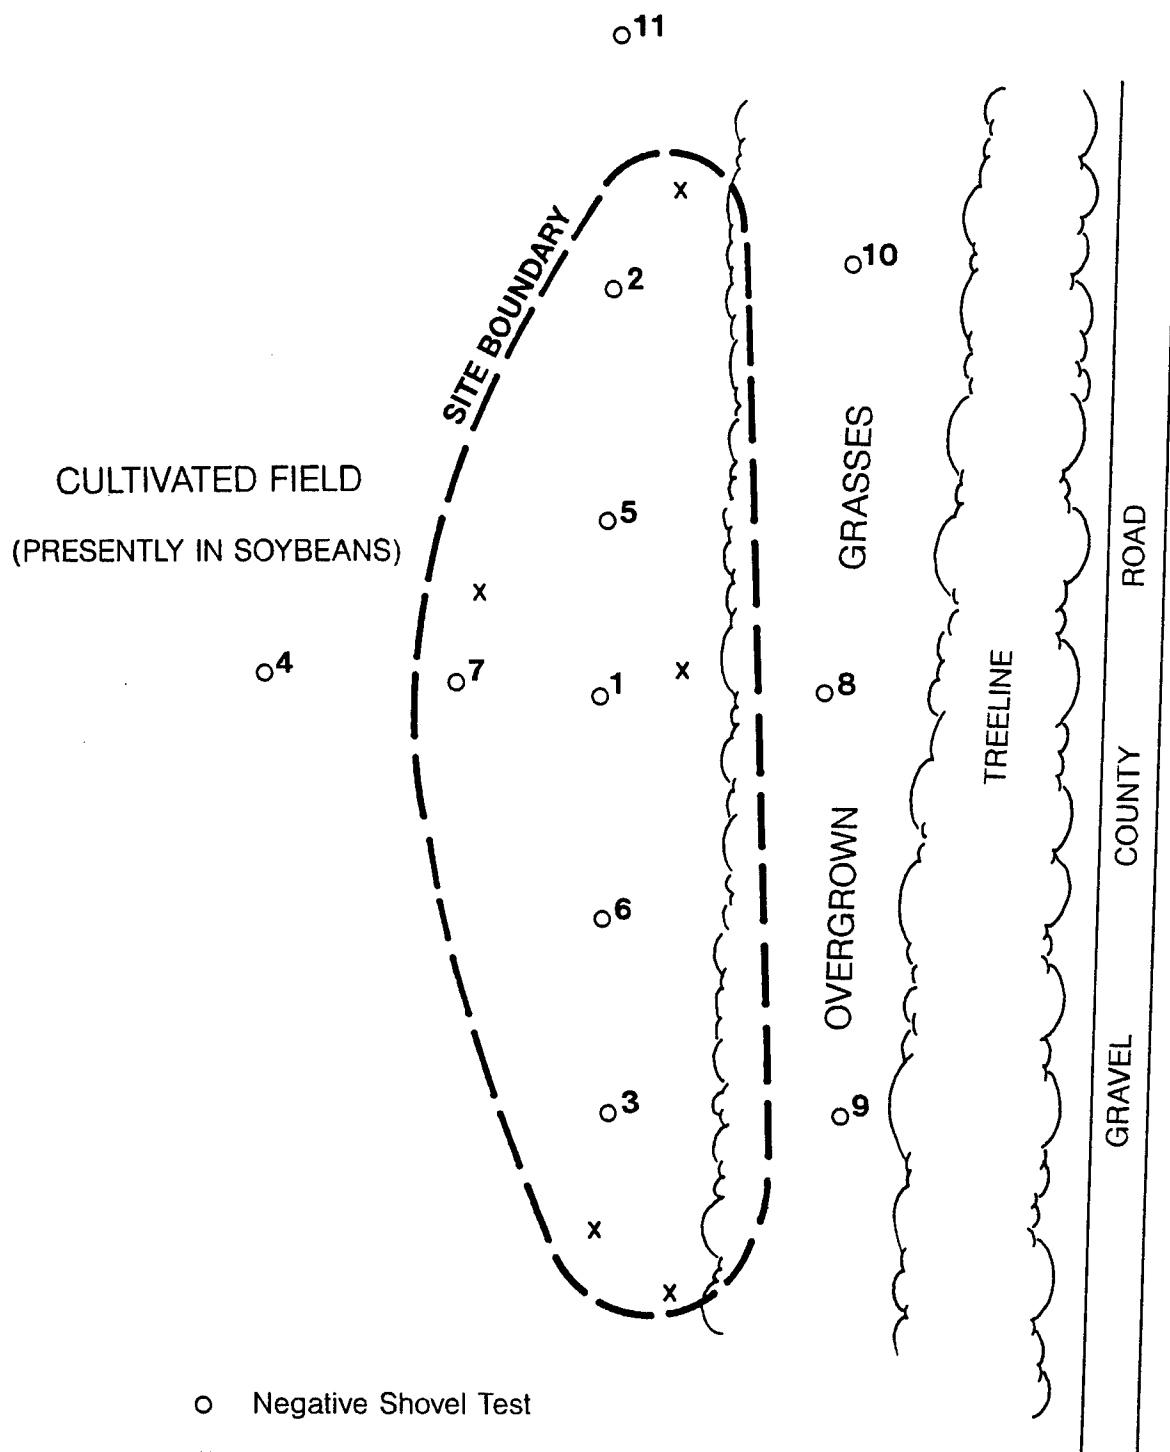 11
x
SITE BOUNDARY
2
10
CULTIVATED FIELD
(PRESENTLY IN SOYBEANS)
5
x
4
7
1
x
8
6
3
9
x
x
OVERGROWN GRASSES
TREELINE
GRAVEL COUNTY ROAD
o Negative Shovel Test